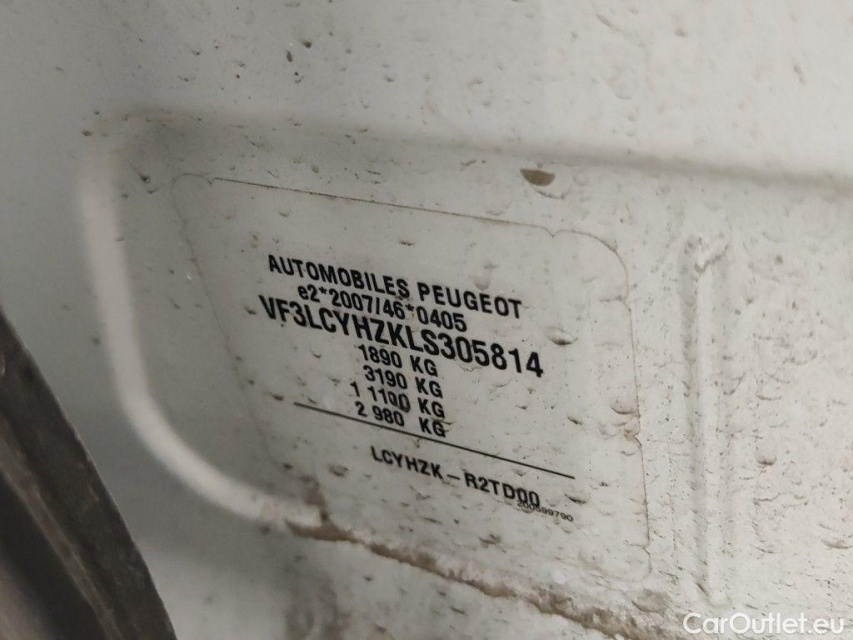 AUTOMOBILES PEUGEOT
e2*2007/46*0405
VF3LCYHZKLS305814
1890 KG
3190 KG
1 1100 KG
2 980 KG
LCYHZK-R2TD00
200599790
CarOutlet.eu